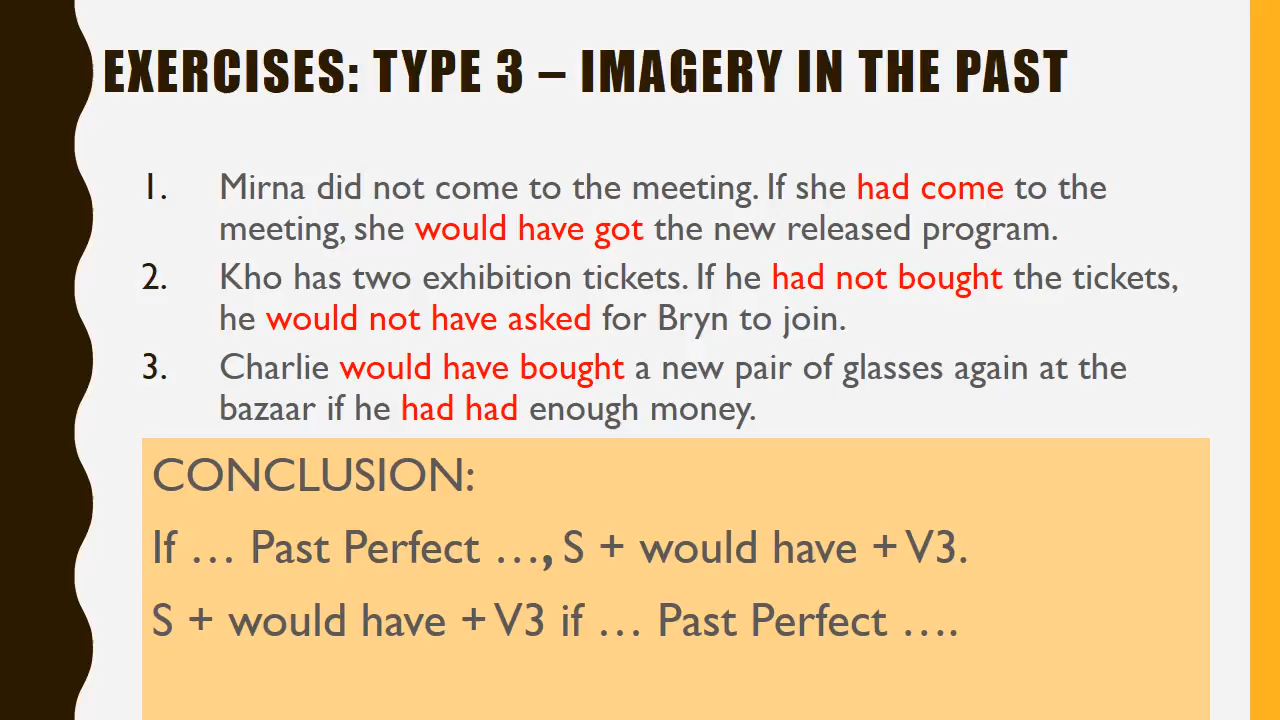 EXERCISES: TYPE 3 – IMAGERY IN THE PAST
1. Mirna did not come to the meeting. If she had come to the
meeting, she would have got the new released program.
2. Kho has two exhibition tickets. If he had not bought the tickets,
he would not have asked for Bryn to join.
3. Charlie would have bought a new pair of glasses again at the
bazaar if he had had enough money.
CONCLUSION:
If … Past Perfect …, S + would have + V3.
S + would have + V3 if … Past Perfect ….